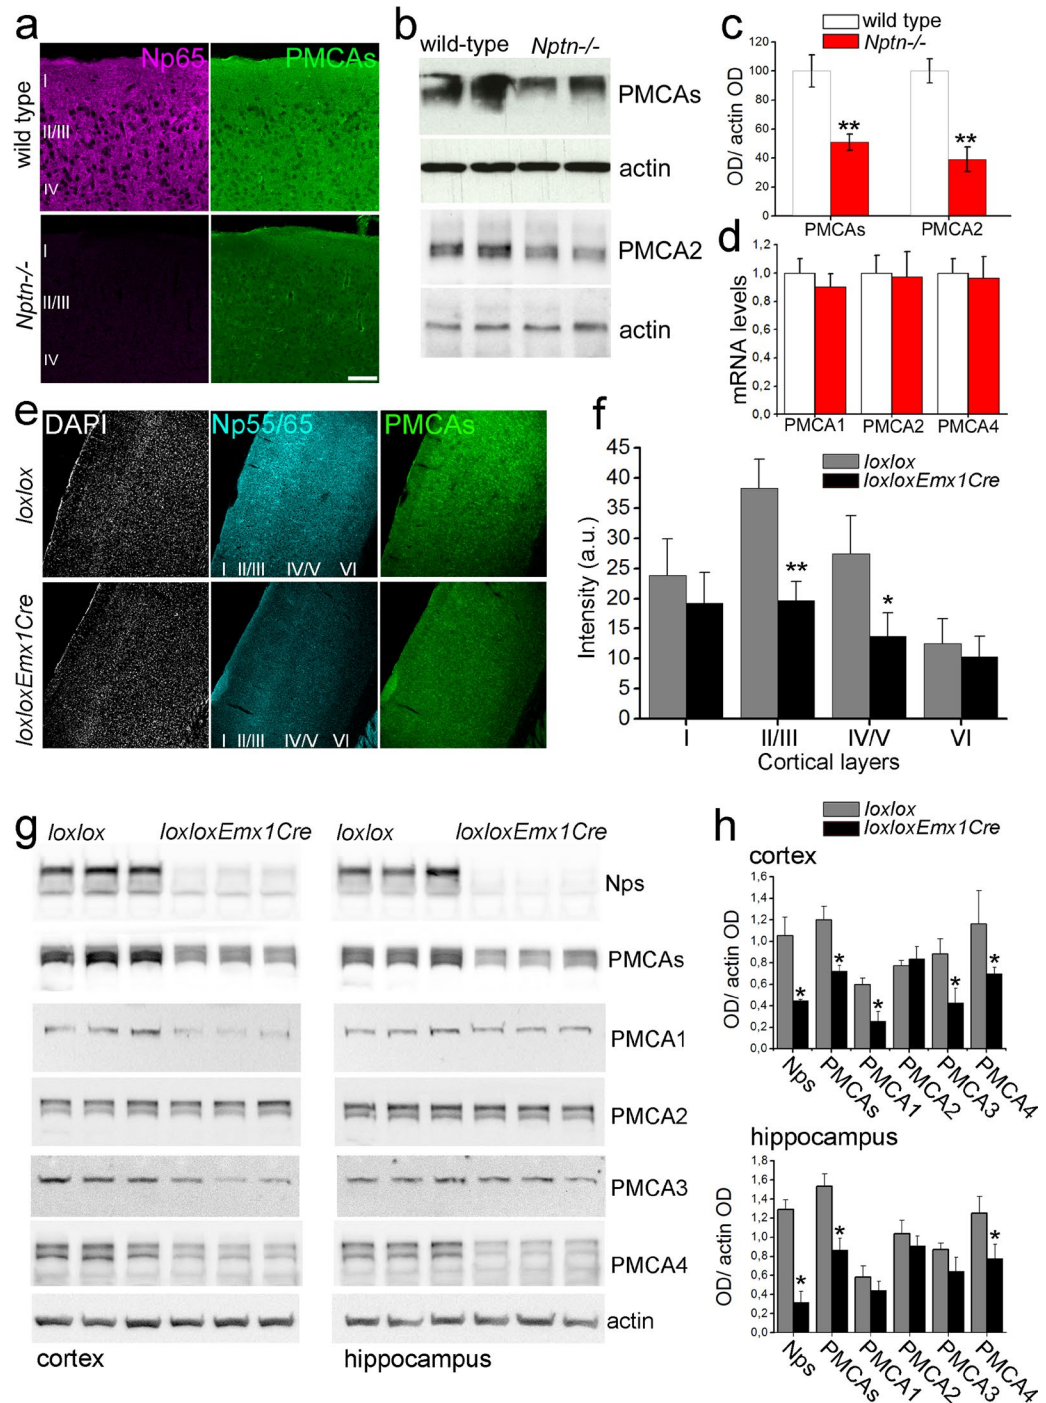 a
Np65
PMCAs
wild type
I
II/III
IV
Nptn-/-
I
II/III
IV
b
wild-type Nptn-/-
PMCAs
actin
PMCA2
actin
c
wild type
Nptn-/-
OD/ actin OD
120
100
80
60
40
20
0
** **
PMCAs PMCA2
d
mRNA levels
1,2
1,0
0,8
0,6
0,4
0,2
0,0
PMCA1 PMCA2 PMCA4
e
DAPI Np55/65 PMCAs
loxlox
I II/III IV/V VI
loxloxEmx1Cre
I II/III IV/V VI
f
loxlox
loxloxEmx1Cre
Intensity (a.u.)
45
40
35
30
25
20
15
10
5
0
** *
I II/III IV/V VI
Cortical layers
g
loxlox loxloxEmx1Cre loxlox loxloxEmx1Cre
Nps
PMCAs
PMCA1
PMCA2
PMCA3
PMCA4
actin
cortex hippocampus
h
loxlox
loxloxEmx1Cre
cortex
OD/ actin OD
1,6
1,4
1,2
1,0
0,8
0,6
0,4
0,2
0,0
* * * * *
Nps PMCAs PMCA1 PMCA2 PMCA3 PMCA4
hippocampus
OD/ actin OD
1,8
1,6
1,4
1,2
1,0
0,8
0,6
0,4
0,2
0,0
* * *
Nps PMCAs PMCA1 PMCA2 PMCA3 PMCA4